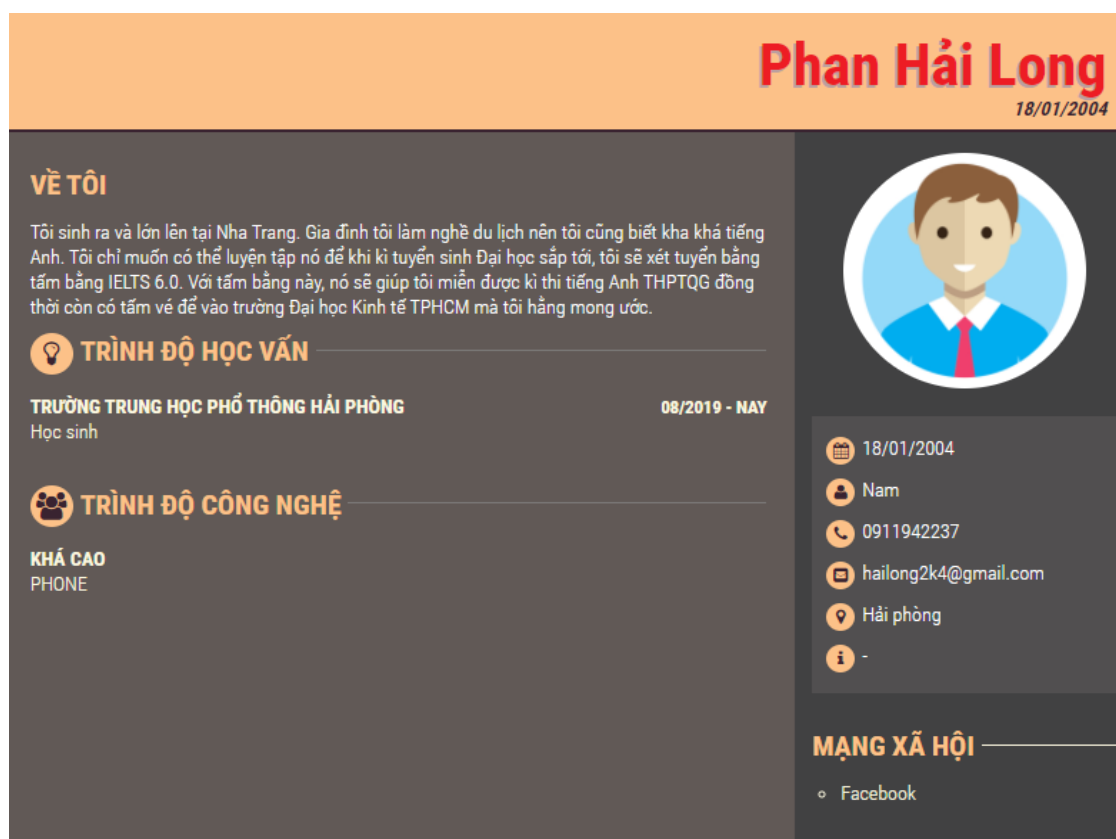 Phan Hải Long
18/01/2004
VỀ TÔI
Tôi sinh ra và lớn lên tại Nha Trang. Gia đình tôi làm nghề du lịch nên tôi cũng biết kha khá tiếng
Anh. Tôi chỉ muốn có thể luyện tập nó để khi kì tuyển sinh Đại học sắp tới, tôi sẽ xét tuyển bằng
tấm bằng IELTS 6.0. Với tấm bằng này, nó sẽ giúp tôi miễn được kì thi tiếng Anh THPTQG đồng
thời còn có tấm vé để vào trường Đại học Kinh tế TPHCM mà tôi hằng mong ước.
TRÌNH ĐỘ HỌC VẤN
TRƯỜNG TRUNG HỌC PHỔ THÔNG HẢI PHÒNG 08/2019 - NAY
Học sinh
TRÌNH ĐỘ CÔNG NGHỆ
KHÁ CAO
PHONE
18/01/2004
Nam
0911942237
hailong2k4@gmail.com
Hải phòng
-
MẠNG XÃ HỘI
Facebook